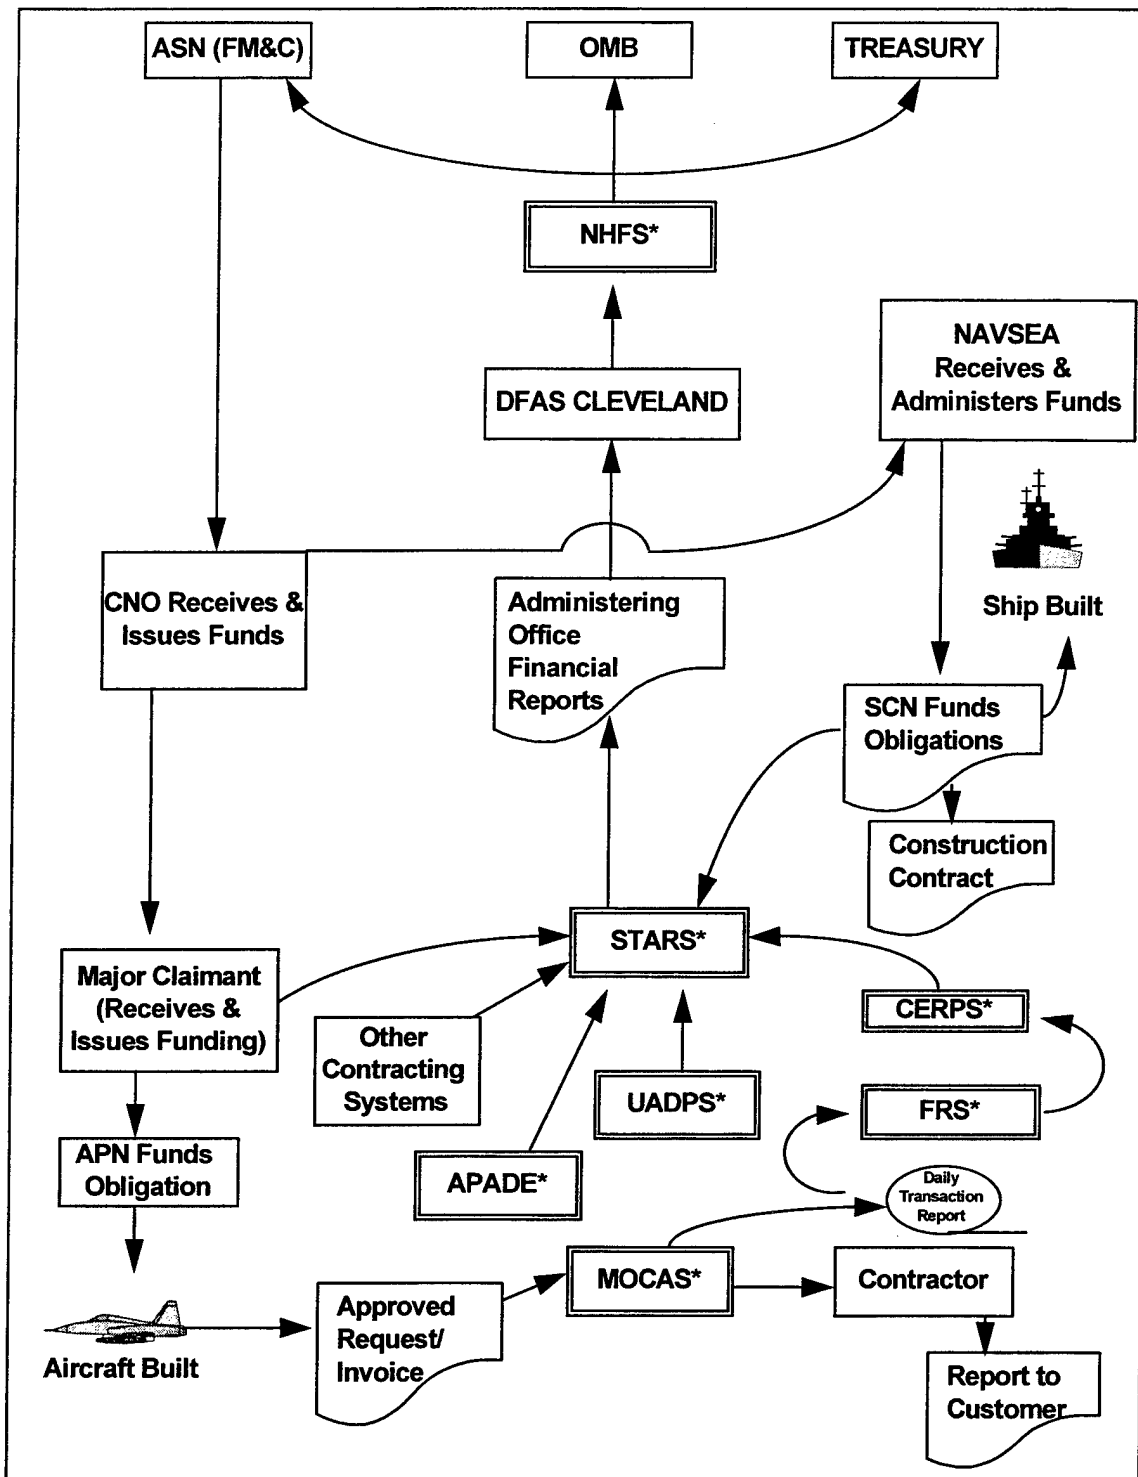 ASN (FM&C)
OMB
TREASURY
NHFS*
NAVSEA
Receives &
Administers Funds
DFAS CLEVELAND
CNO Receives &
Issues Funds
Administering
Office
Financial
Reports
Ship Built
SCN Funds
Obligations
Construction
Contract
STARS*
Major Claimant
(Receives &
Issues Funding)
Other
Contracting
Systems
CERPS*
UADPS*
FRS*
APN Funds
Obligation
APADE*
Daily
Transaction
Report
MOCAS*
Contractor
Approved
Request/
Invoice
Aircraft Built
Report to
Customer